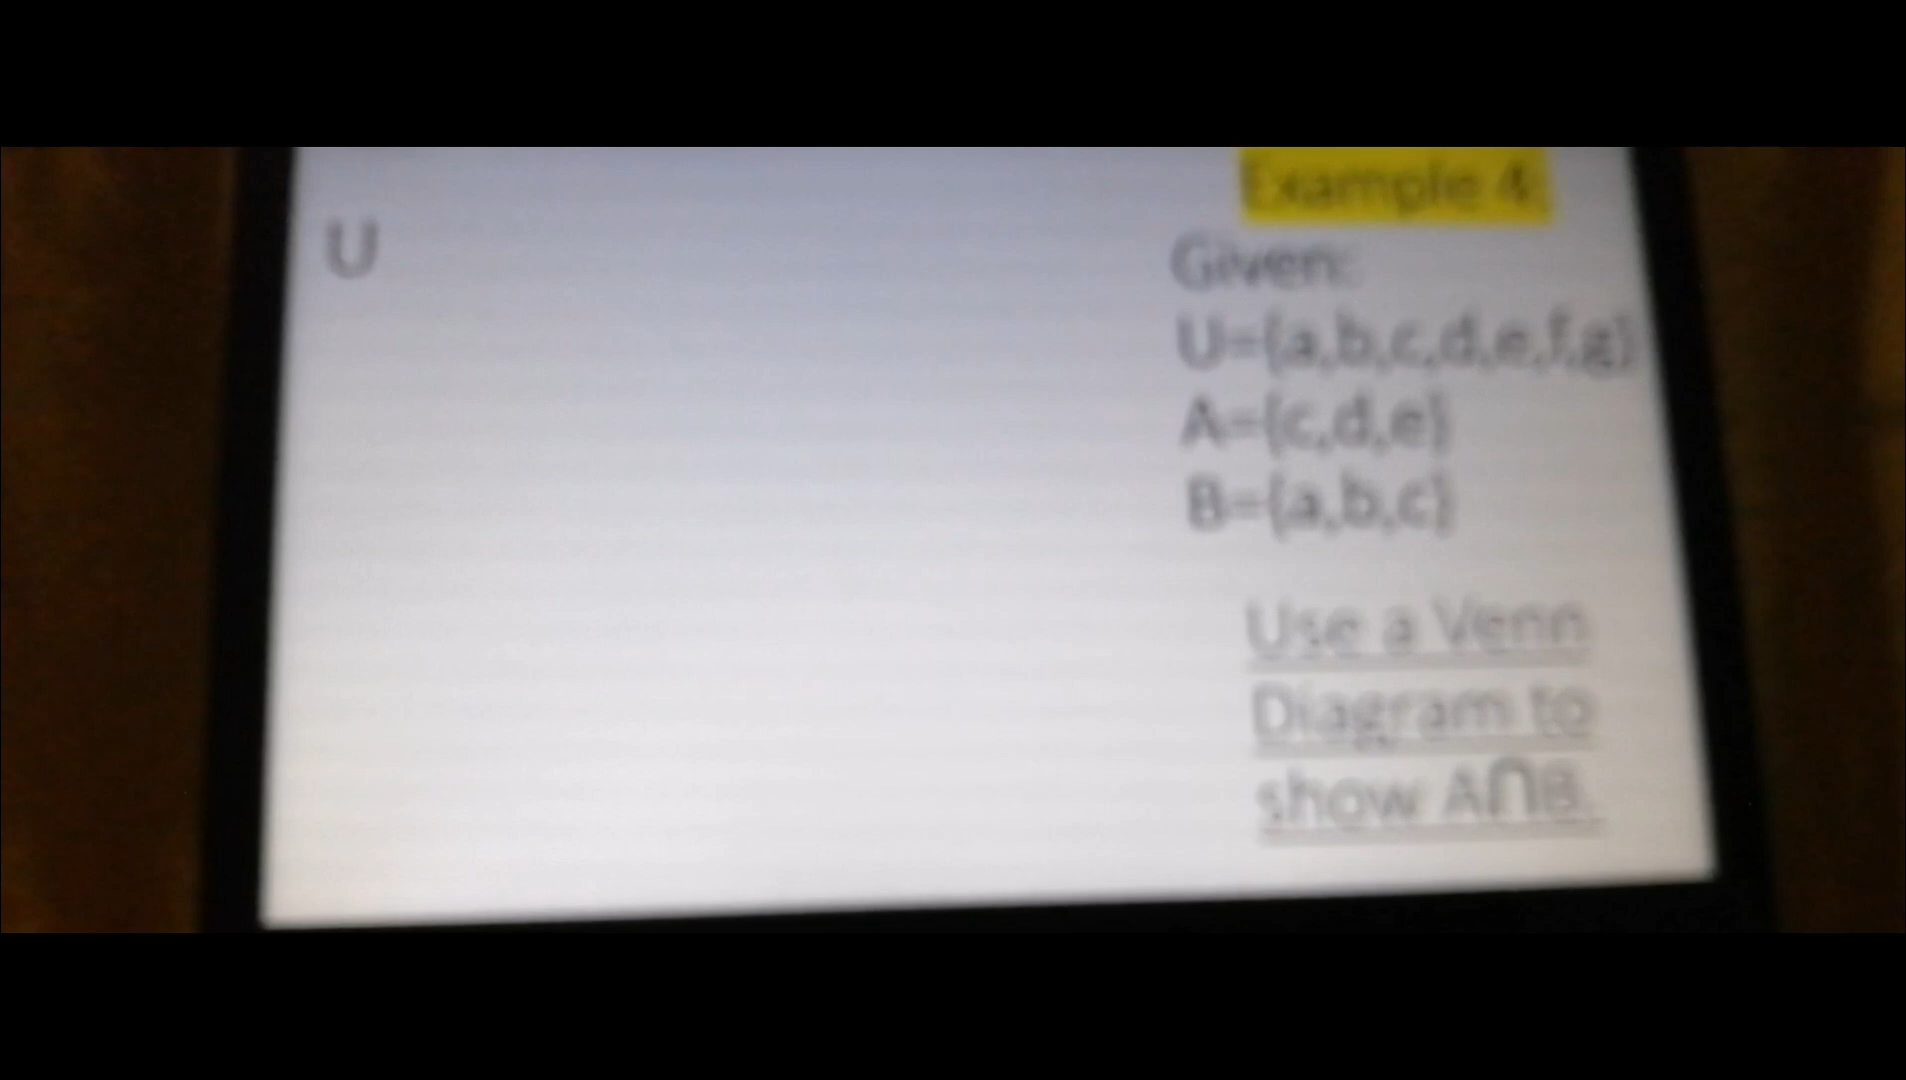 Example 4
U
Given:
U={a,b,c,d,e,f,g}
A={c,d,e}
B={a,b,c}
Use a Venn
Diagram to
show A∩B.